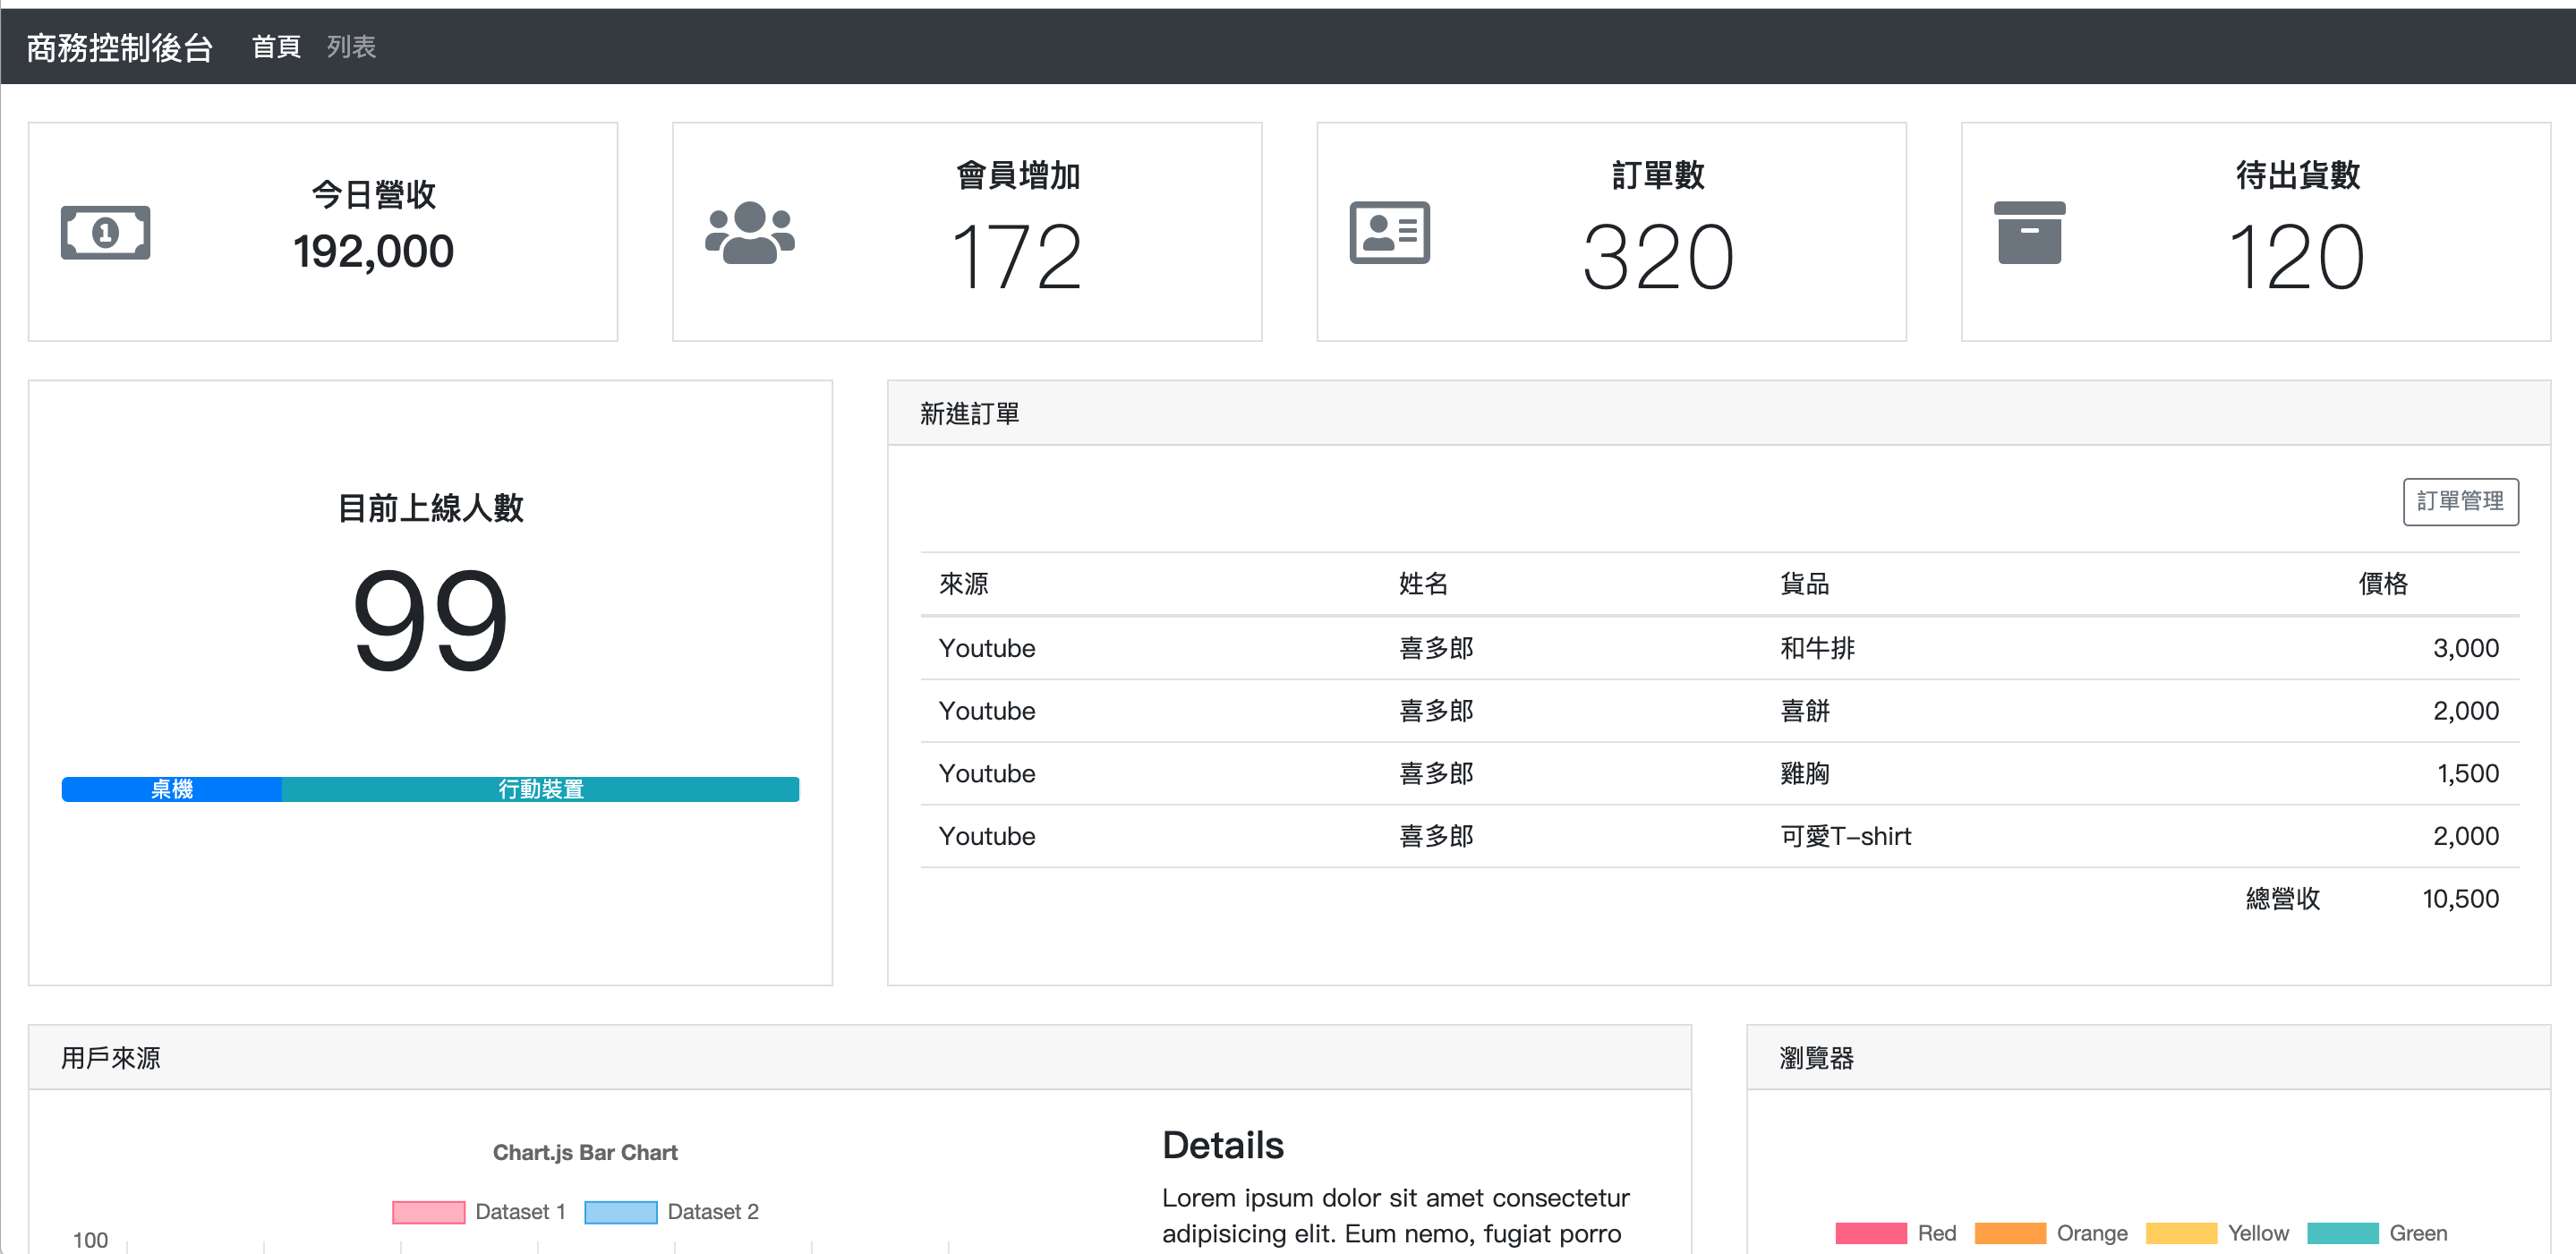 商務控制後台 首頁 列表
今日營收
192,000
會員增加
172
訂單數
320
待出貨數
120
目前上線人數
99
桌機 行動裝置
新進訂單
訂單管理
來源 姓名 貨品 價格
Youtube 喜多郎 和牛排 3,000
Youtube 喜多郎 喜餅 2,000
Youtube 喜多郎 雞胸 1,500
Youtube 喜多郎 可愛T-shirt 2,000
總營收 10,500
用戶來源
Chart.js Bar Chart
Dataset 1 Dataset 2
100
Details
Lorem ipsum dolor sit amet consectetur
adipisicing elit. Eum nemo, fugiat porro
瀏覽器
Red Orange Yellow Green